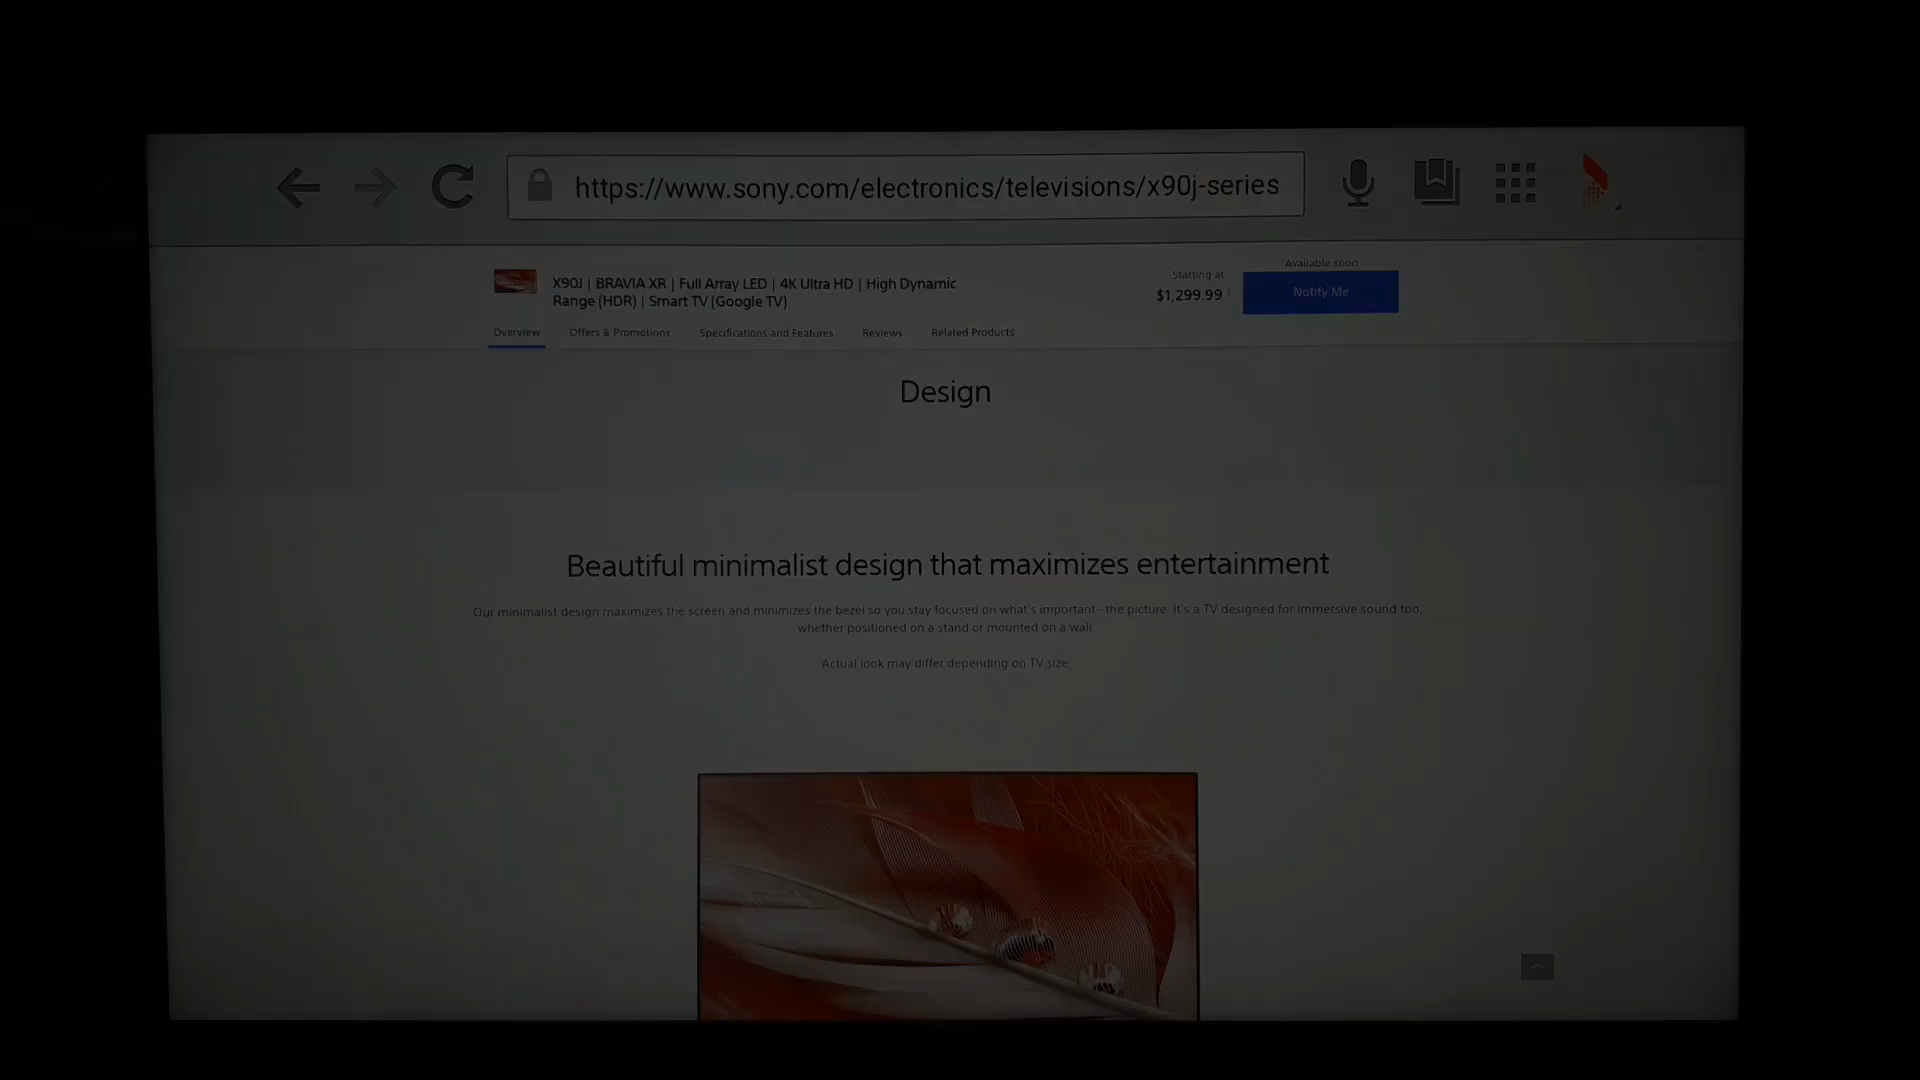 https://www.sony.com/electronics/televisions/x90j-series
X90J | BRAVIA XR | Full Array LED | 4K Ultra HD | High Dynamic
Range (HDR) | Smart TV (Google TV)
Starting at
$1,299.99
Available soon
Notify Me
Overview
Offers & Promotions
Specifications and Features
Reviews
Related Products
Design
Beautiful minimalist design that maximizes entertainment
Our minimalist design maximizes the screen and minimizes the bezel so you stay focused on what's important—the picture. It's a TV designed for immersive sound too,
whether positioned on a stand or mounted on a wall.
Actual look may differ depending on TV size.